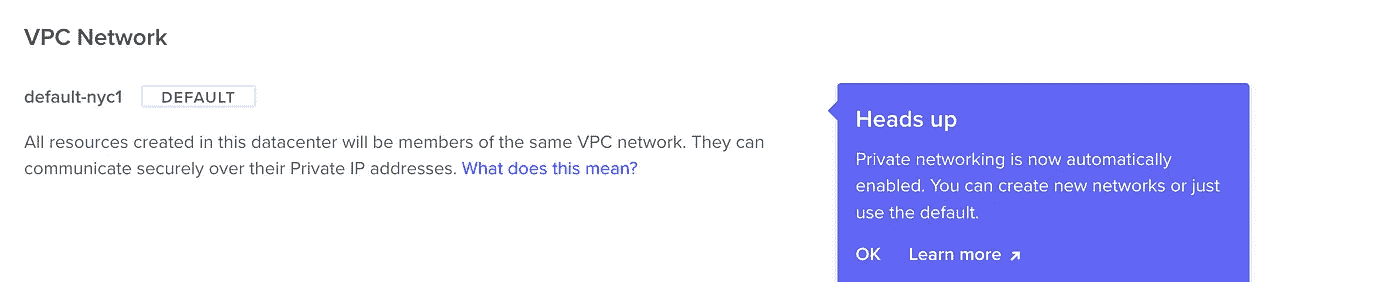 VPC Network
default-nyc1 DEFAULT
All resources created in this datacenter will be members of the same VPC network. They can
communicate securely over their Private IP addresses. What does this mean?
Heads up
Private networking is now automatically
enabled. You can create new networks or just
use the default.
OK Learn more ↗